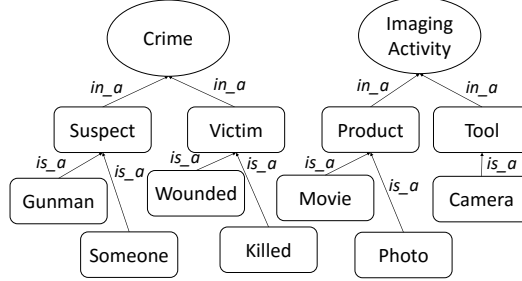 Crime
Imaging
Activity
in_a
in_a
in_a
in_a
Suspect
Victim
Product
Tool
is_a
is_a
is_a
is_a
is_a
is_a
is_a
Gunman
Wounded
Movie
Camera
Someone
Killed
Photo